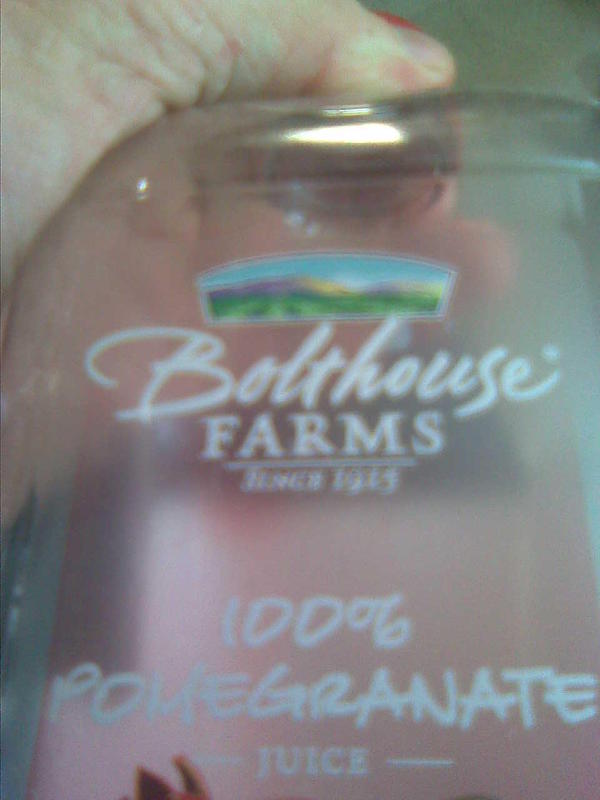 Bolthouse
FARMS
SINCE 1915
100%
POMEGRANATE
JUICE